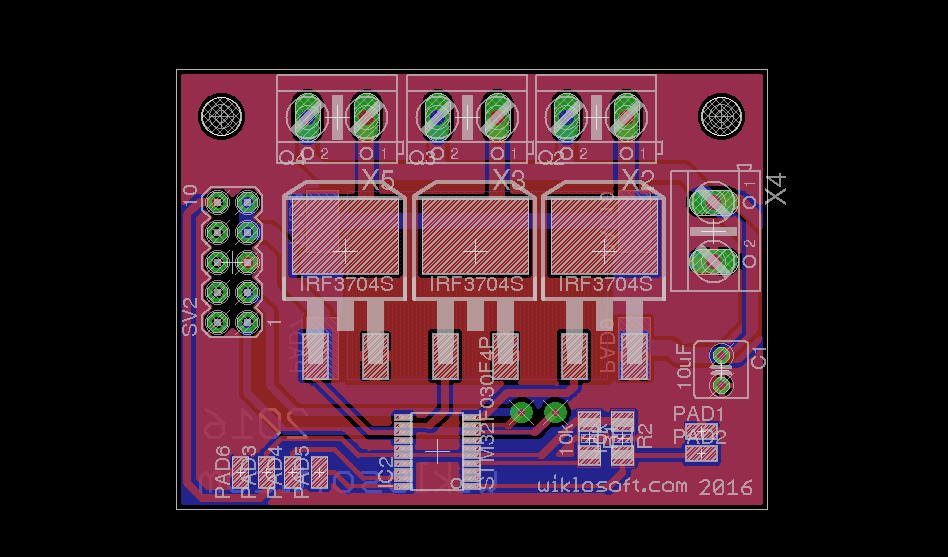 Q4 2 1
Q3 2 1
Q2 2 1
X5
X3
X2
X4
1
2
10
SV2
1
IRF3704S
IRF3704S
IRF3704S
10uF
C1
STM32F030F4P
IC2
10k
R2
PAD1
PAD2
PAD6
PAD3
PAD4
PAD5
2016
wiklosoft.com 2016